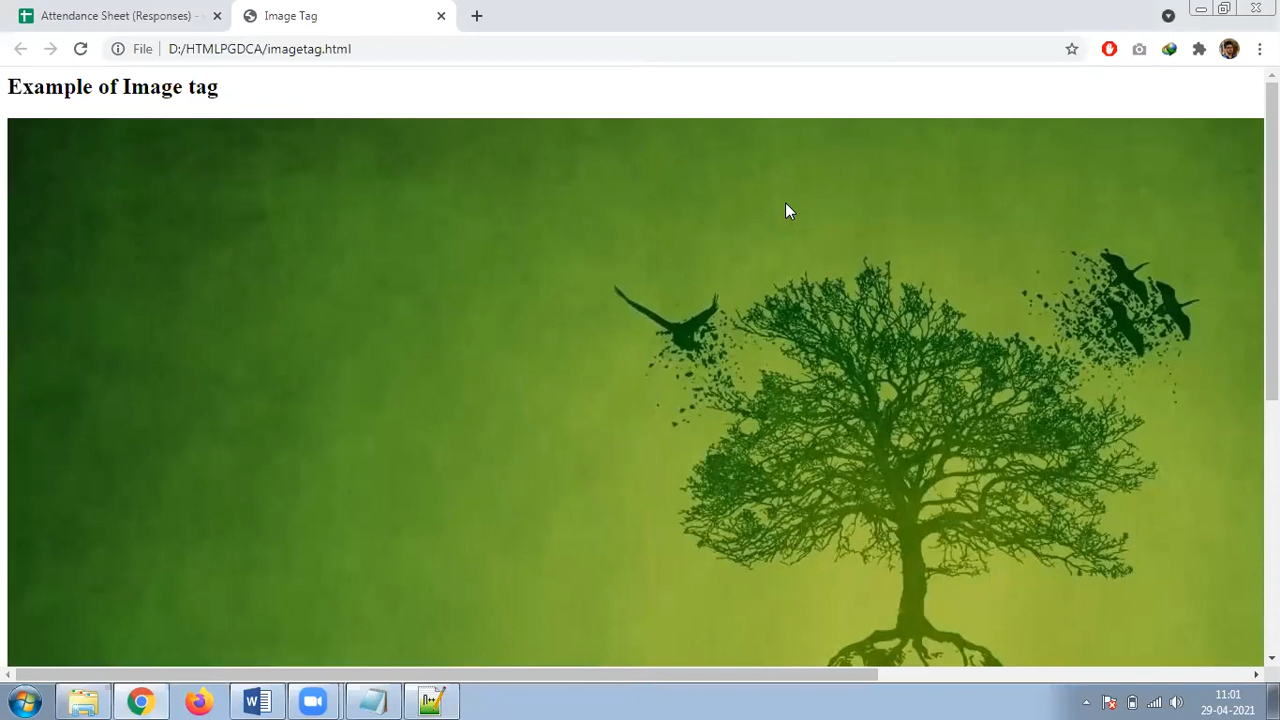 Attendance Sheet (Responses) -
Image Tag
File
D:/HTMLPGDCA/imagetag.html
Example of Image tag
11:01
29-04-2021